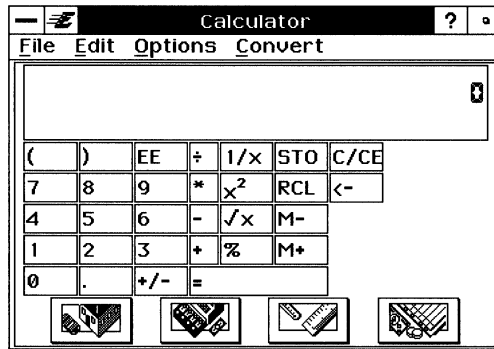 Calculator ?
File Edit Options Convert
0
( ) EE ÷ 1/x STO C/CE
7 8 9 * x² RCL <-
4 5 6 - √x M-
1 2 3 + % M+
0 . +/- =